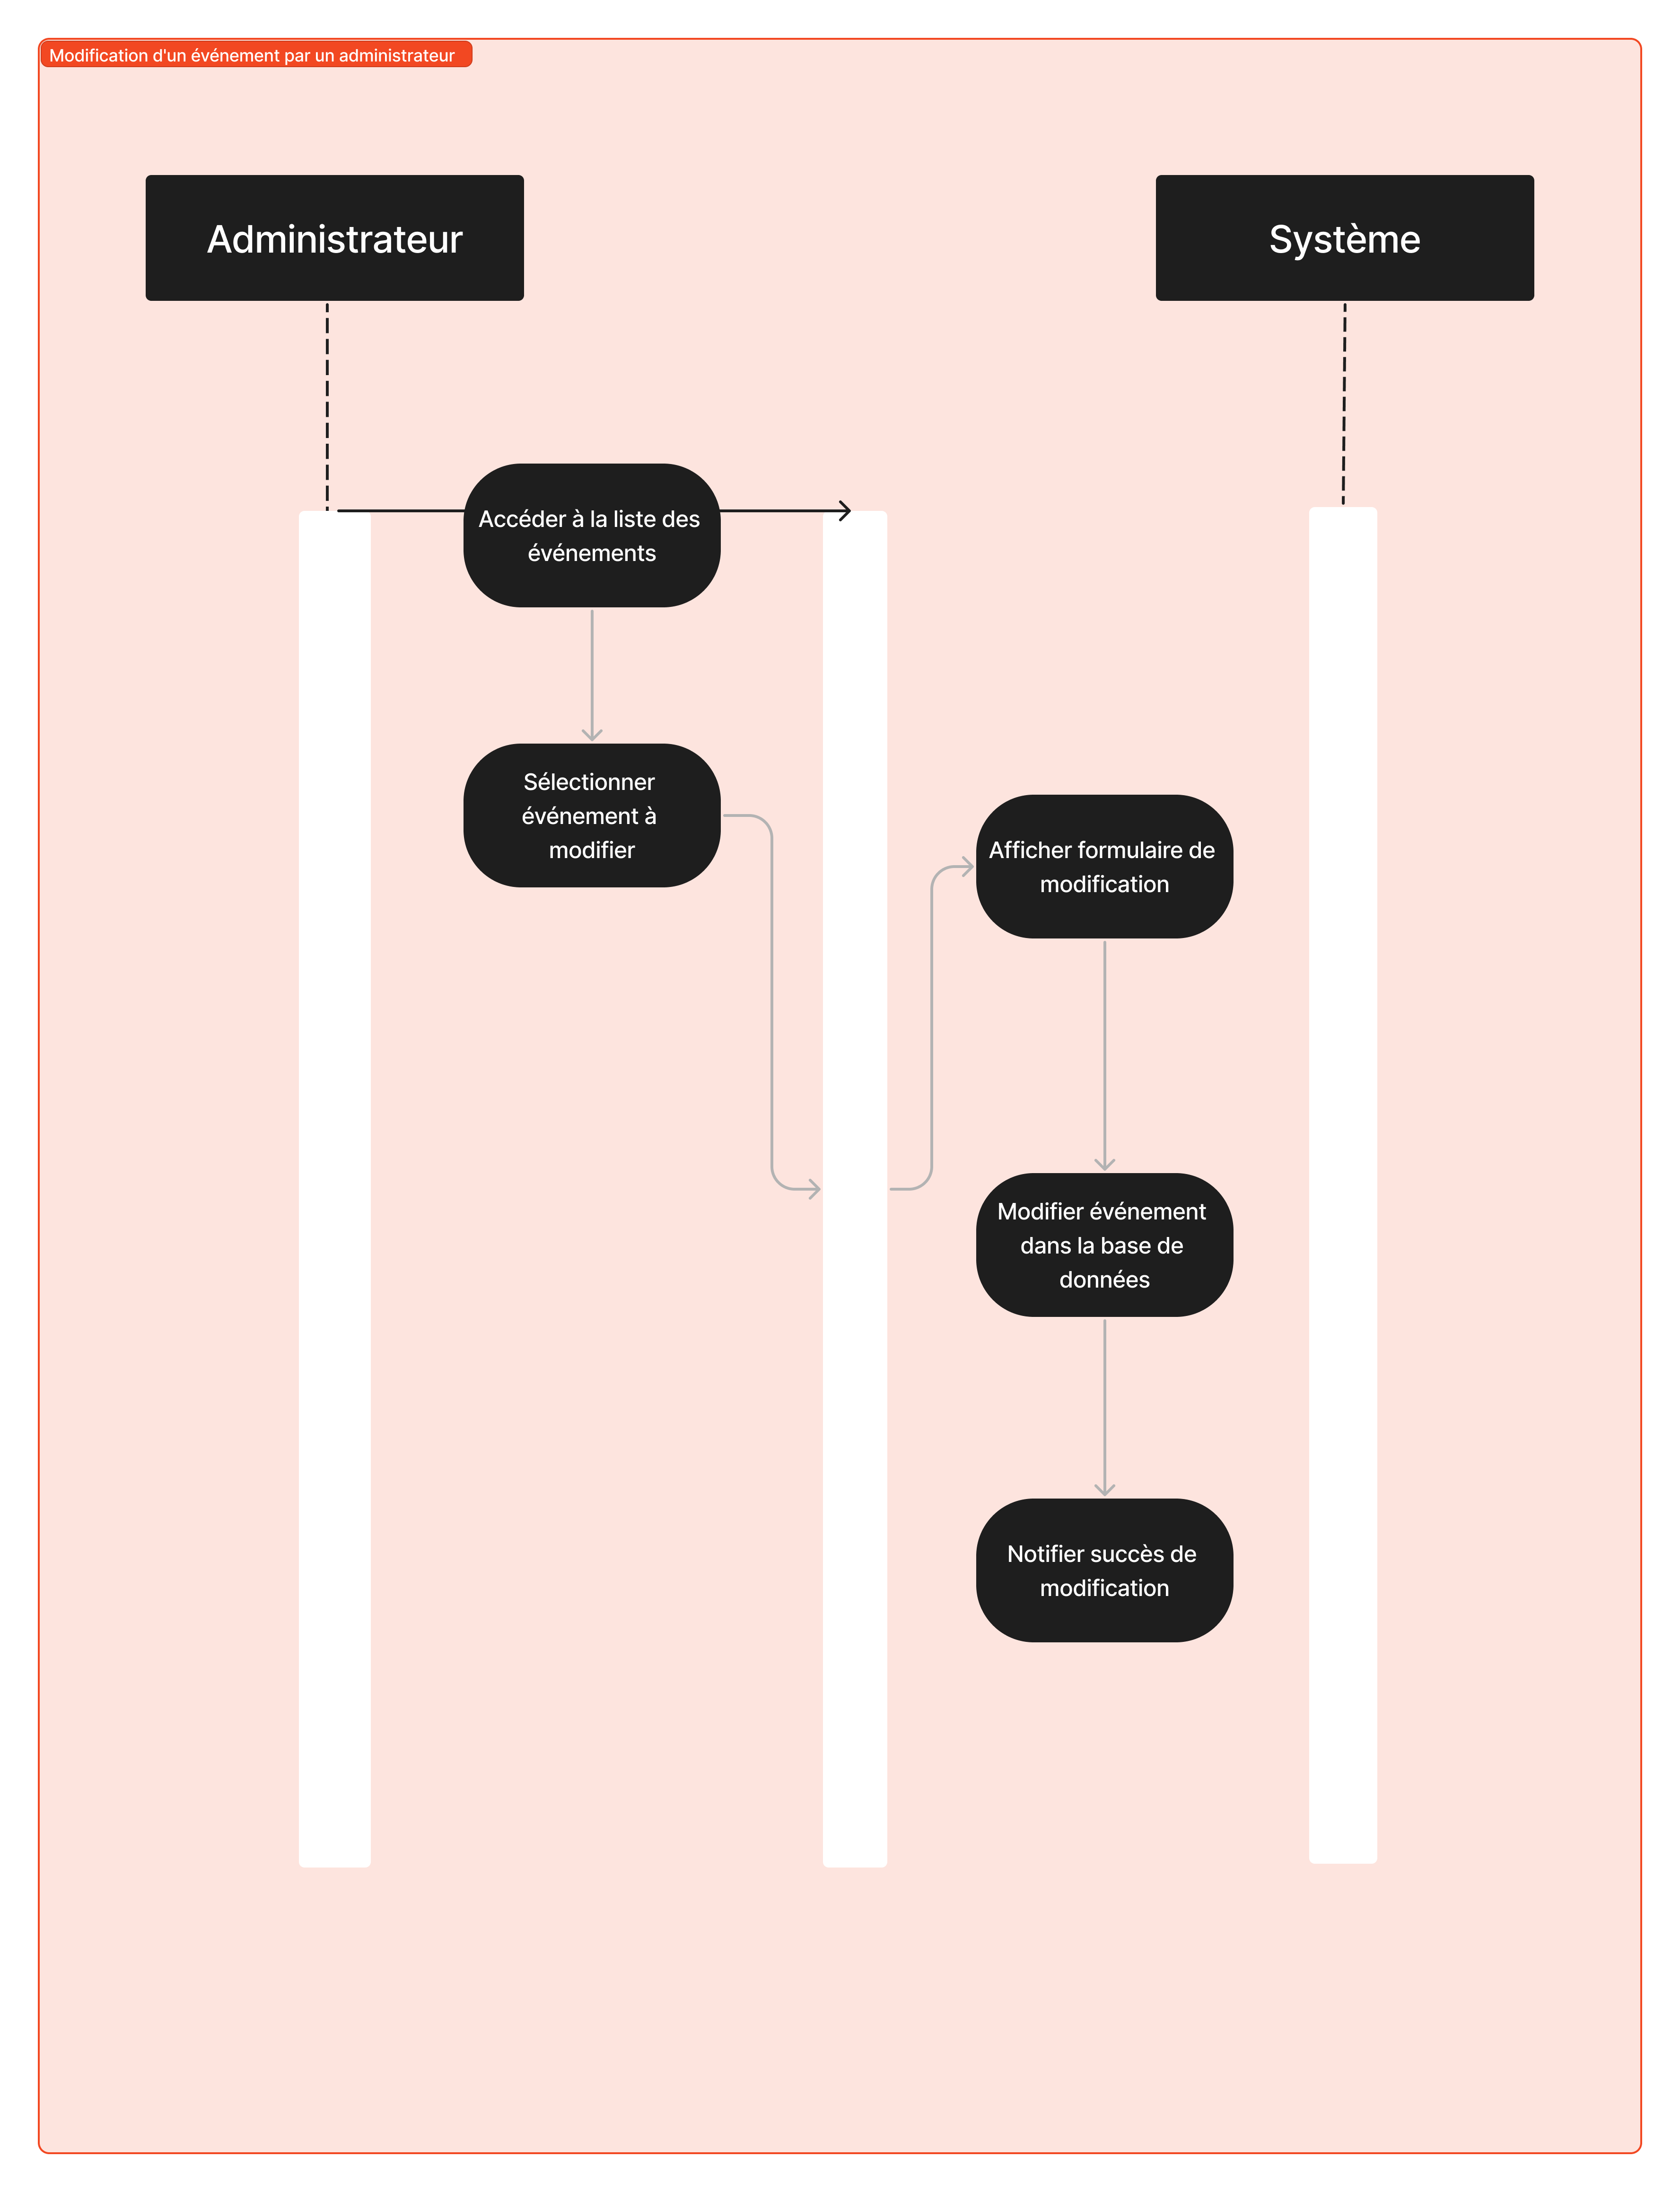 Modification d'un événement par un administrateur
Administrateur
Système
Accéder à la liste des
événements
Sélectionner
événement à
modifier
Afficher formulaire de
modification
Modifier événement
dans la base de
données
Notifier succès de
modification